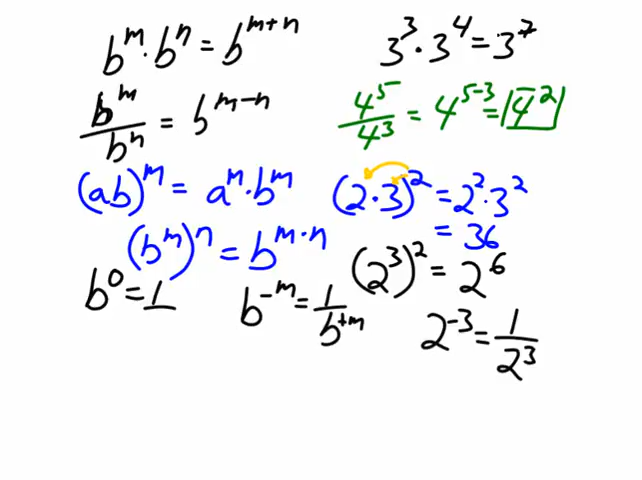 b^m · b^n = b^{m+n}   3^3 · 3^4 = 3^7
b^m / b^n = b^{m-n}   4^5 / 4^3 = 4^{5-3} = 4^2
(ab)^m = a^m · b^m   (2 · 3)^2 = 2^2 · 3^2
= 36
(b^m)^n = b^{m·n}   (2^3)^2 = 2^6
b^0 = 1   b^{-m} = 1 / b^{+m}   2^{-3} = 1 / 2^3